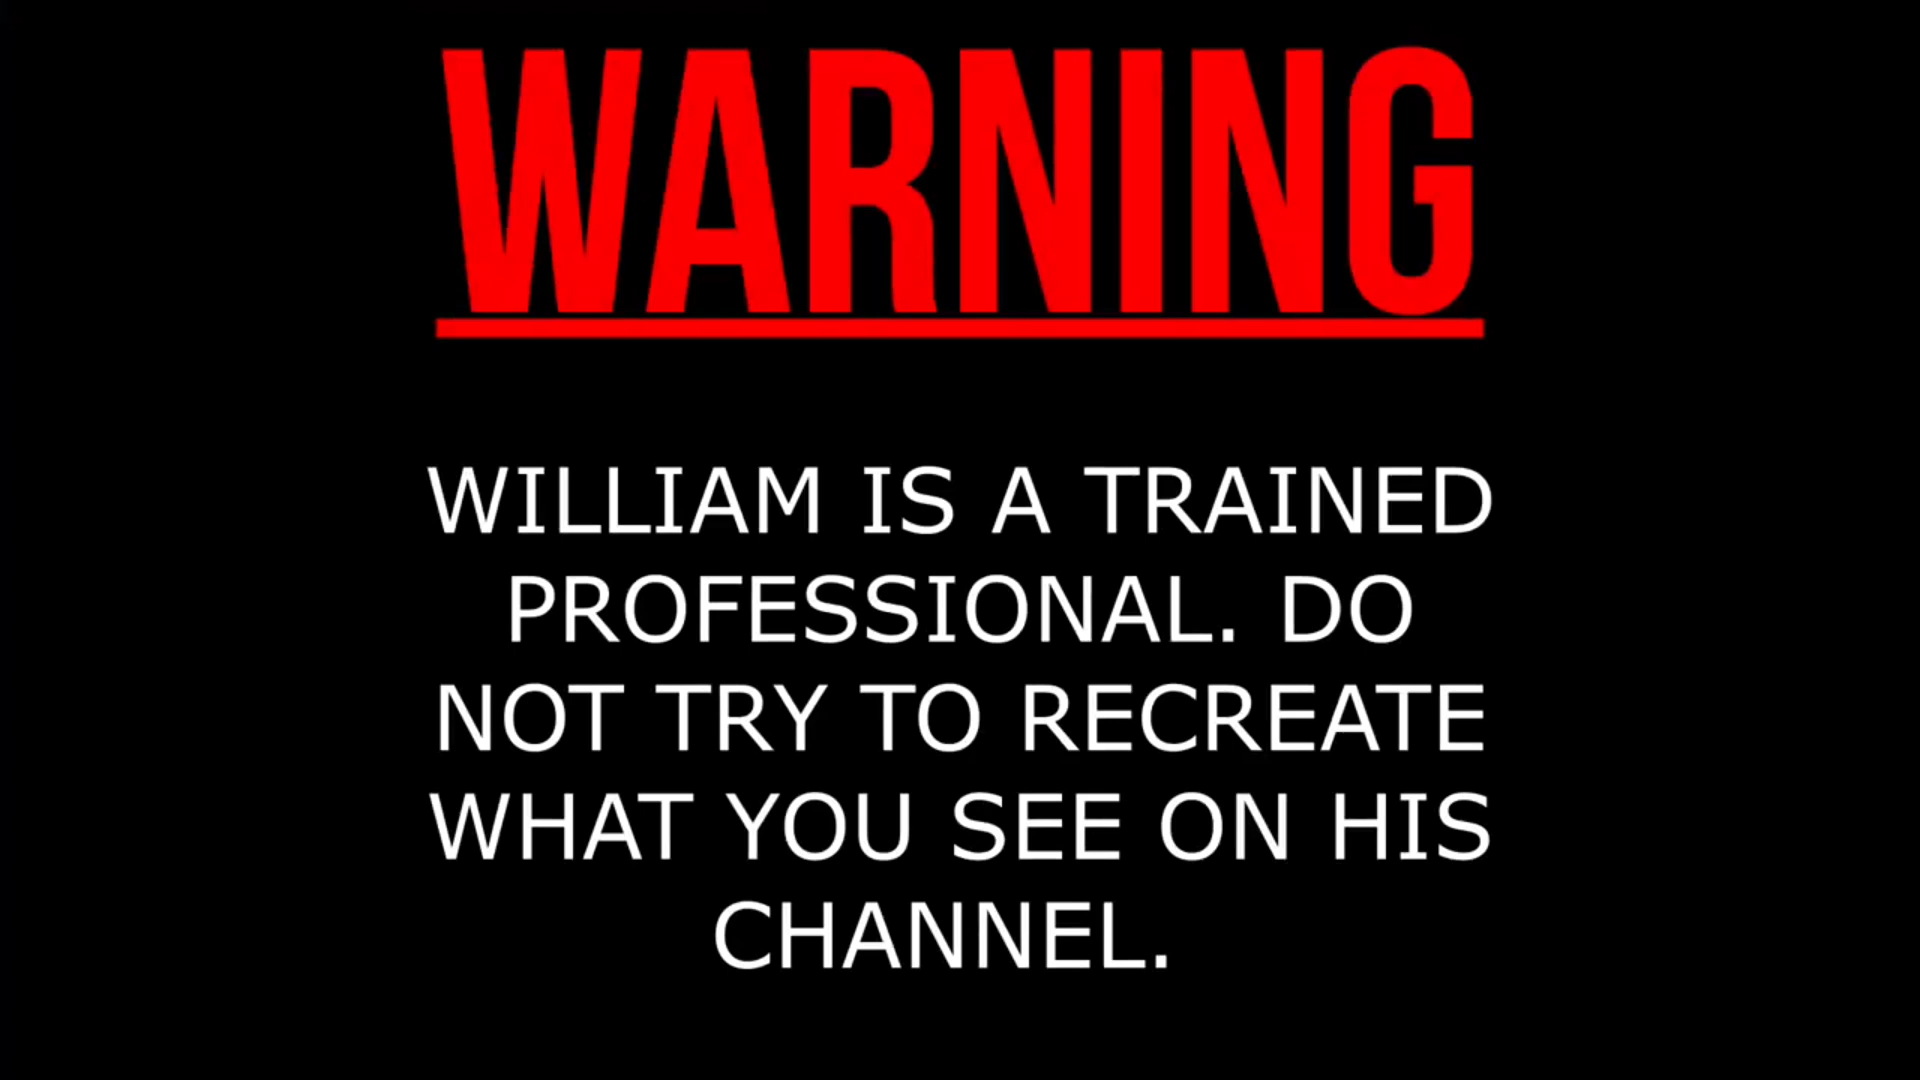 WARNING
WILLIAM IS A TRAINED
PROFESSIONAL. DO
NOT TRY TO RECREATE
WHAT YOU SEE ON HIS
CHANNEL.